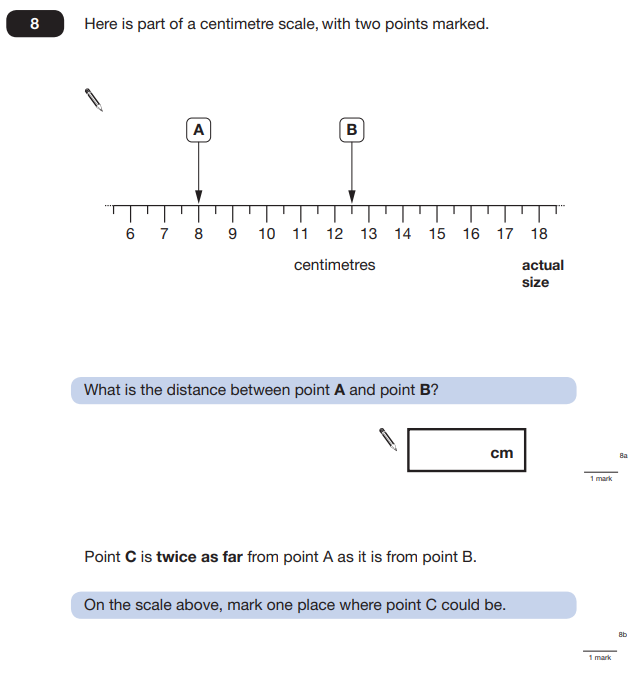 8 Here is part of a centimetre scale, with two points marked.
A B
6 7 8 9 10 11 12 13 14 15 16 17 18
centimetres actual
size
What is the distance between point A and point B?
cm
8a
1 mark
Point C is twice as far from point A as it is from point B.
On the scale above, mark one place where point C could be.
8b
1 mark